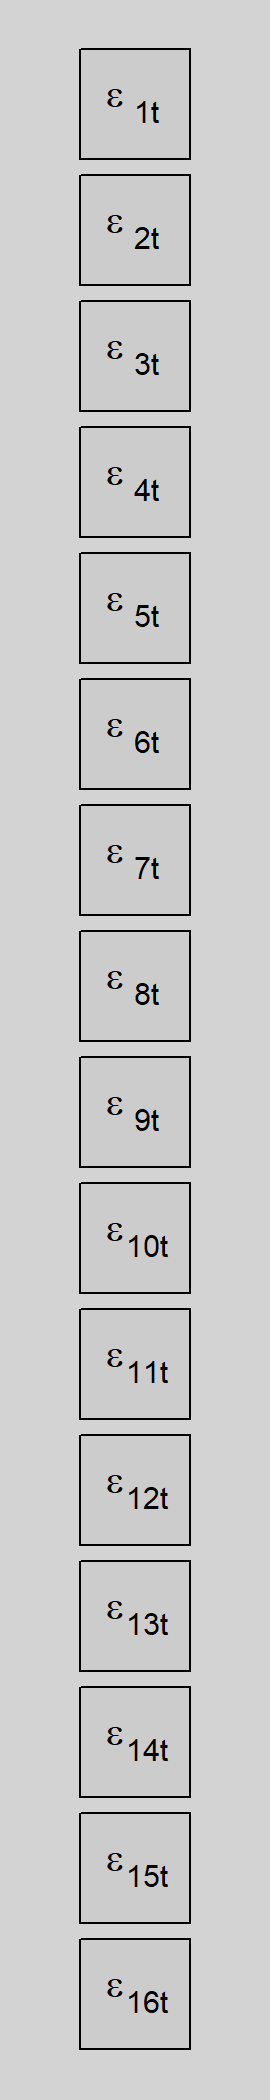 ε 1t
ε 2t
ε 3t
ε 4t
ε 5t
ε 6t
ε 7t
ε 8t
ε 9t
ε 10t
ε 11t
ε 12t
ε 13t
ε 14t
ε 15t
ε 16t